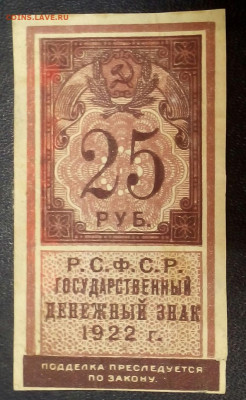 COINS.LAVE.RU
25
РУБ.
Р.С.Ф.С.Р.
ГОСУДАРСТВЕННЫЙ
ДЕНЕЖНЫЙ ЗНАК
1922 г.
ПОДДЕЛКА ПРЕСЛЕДУЕТСЯ
ПО ЗАКОНУ.